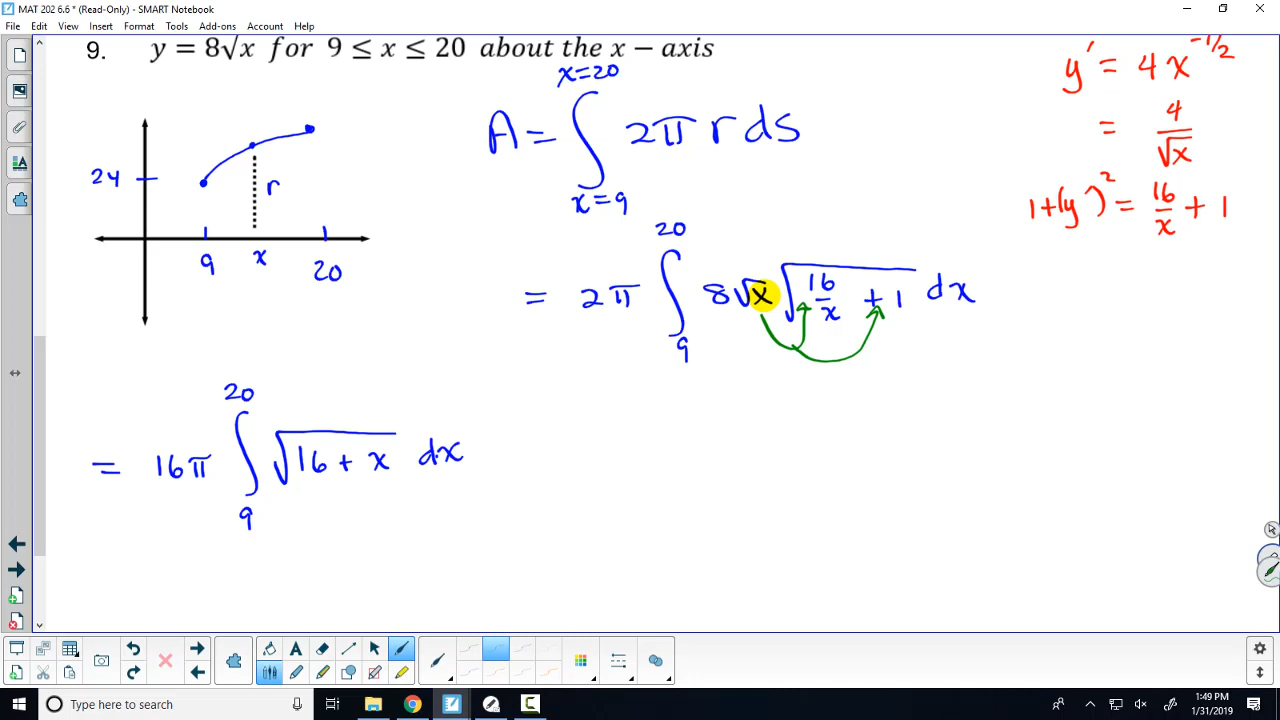 MAT 202 6.6 * (Read-Only) - SMART Notebook
File Edit View Insert Format Tools Add-ons Account Help
9. y = 8√x for 9 ≤ x ≤ 20 about the x − axis
y' = 4x^{-1/2}
= 4/√x
1+(y')² = 16/x + 1
A = ∫_{x=9}^{x=20} 2π r ds
24
r
9 x 20
= 2π ∫_9^{20} 8√x √(16/x + 1) dx
= 16π ∫_9^{20} √(16 + x) dx
Type here to search
1:49 PM
1/31/2019